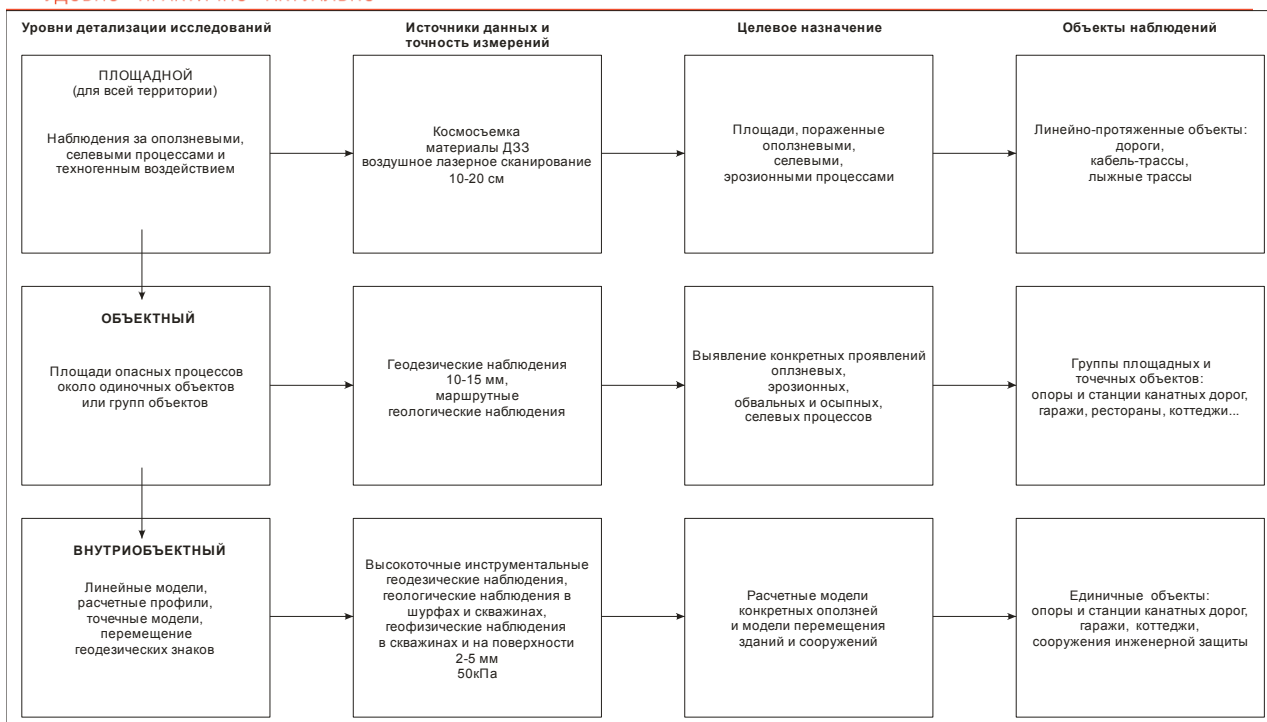 УДОБНО - ПРАКТИЧНО - АКТУАЛЬНО
Уровни детализации исследований
Источники данных и
точность измерений
Целевое назначение
Объекты наблюдений
ПЛОЩАДНОЙ
(для всей территории)
Наблюдения за оползневыми,
селевыми процессами и
техногенным воздействием
Космосъемка
материалы ДЗЗ
воздушное лазерное сканирование
10-20 см
Площади, пораженные
оползневыми,
селевыми,
эрозионными процессами
Линейно-протяженные объекты:
дороги,
кабель-трассы,
лыжные трассы
ОБЪЕКТНЫЙ
Площади опасных процессов
около одиночных объектов
или групп объектов
Геодезические наблюдения
10-15 мм,
маршрутные
геологические наблюдения
Выявление конкретных проявлений
оплзневых,
эрозионных,
обвальных и осыпных,
селевых процессов
Группы площадных и
точечных объектов:
опоры и станции канатных дорог,
гаражи, рестораны, коттеджи...
ВНУТРИОБЪЕКТНЫЙ
Линейные модели,
расчетные профили,
точечные модели,
перемещение
геодезических знаков
Высокоточные инструментальные
геодезические наблюдения,
геологические наблюдения в
шурфах и скважинах,
геофизические наблюдения
в скважинах и на поверхности
2-5 мм
50кПа
Расчетные модели
конкретных оползней
и модели перемещения
зданий и сооружений
Единичные объекты:
опоры и станции канатных дорог,
гаражи, коттеджи,
сооружения инженерной защиты